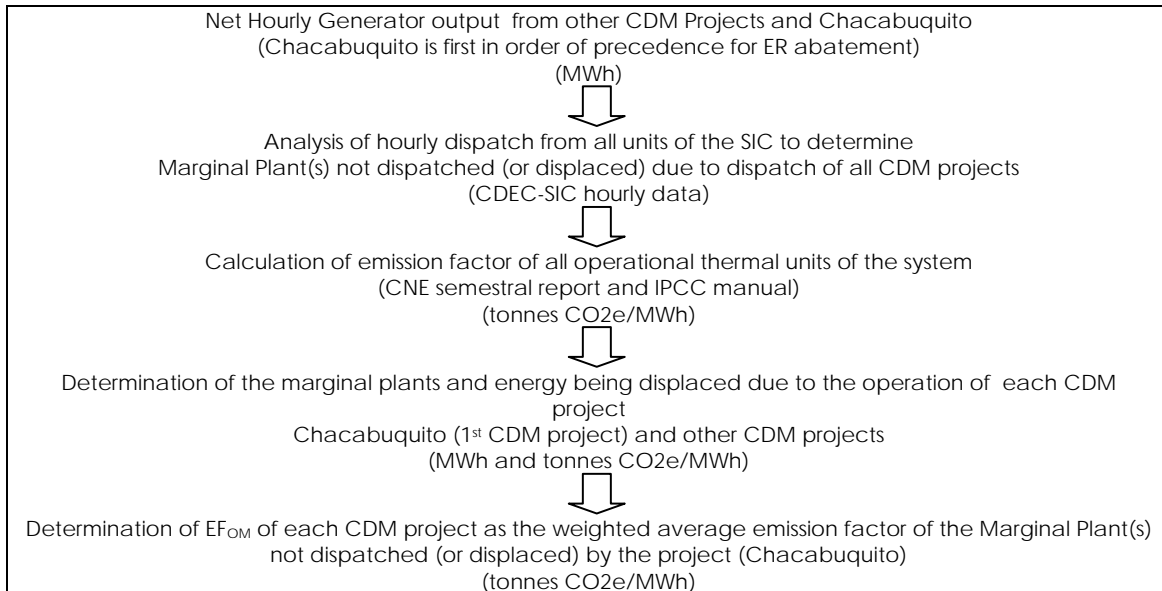 Net Hourly Generator output from other CDM Projects and Chacabuquito
(Chacabuquito is first in order of precedence for ER abatement)
(MWh)
Analysis of hourly dispatch from all units of the SIC to determine
Marginal Plant(s) not dispatched (or displaced) due to dispatch of all CDM projects
(CDEC-SIC hourly data)
Calculation of emission factor of all operational thermal units of the system
(CNE semestral report and IPCC manual)
(tonnes CO2e/MWh)
Determination of the marginal plants and energy being displaced due to the operation of each CDM
project
Chacabuquito (1st CDM project) and other CDM projects
(MWh and tonnes CO2e/MWh)
Determination of EFOM of each CDM project as the weighted average emission factor of the Marginal Plant(s)
not dispatched (or displaced) by the project (Chacabuquito)
(tonnes CO2e/MWh)